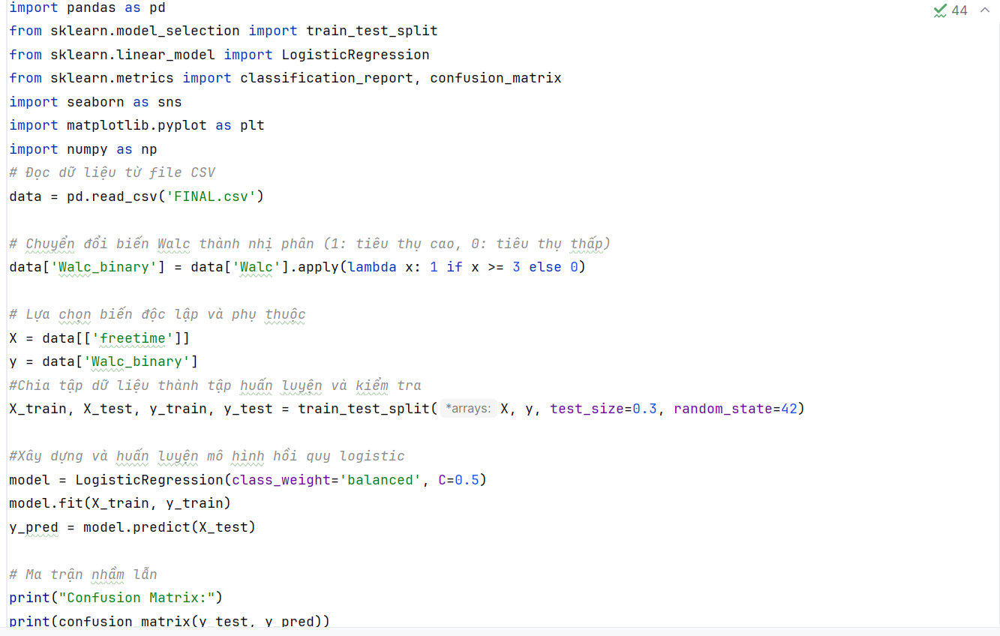 import pandas as pd
44
from sklearn.model_selection import train_test_split
from sklearn.linear_model import LogisticRegression
from sklearn.metrics import classification_report, confusion_matrix
import seaborn as sns
import matplotlib.pyplot as plt
import numpy as np
# Đọc dữ liệu từ file CSV
data = pd.read_csv('FINAL.csv')
# Chuyển đổi biến Walc thành nhị phân (1: tiêu thụ cao, 0: tiêu thụ thấp)
data['Walc_binary'] = data['Walc'].apply(lambda x: 1 if x >= 3 else 0)
# Lựa chọn biến độc lập và phụ thuộc
X = data[['freetime']]
y = data['Walc_binary']
#Chia tập dữ liệu thành tập huấn luyện và kiểm tra
X_train, X_test, y_train, y_test = train_test_split( *arrays: X, y, test_size=0.3, random_state=42)
#Xây dựng và huấn luyện mô hình hồi quy logistic
model = LogisticRegression(class_weight='balanced', C=0.5)
model.fit(X_train, y_train)
y_pred = model.predict(X_test)
# Ma trận nhầm lẫn
print("Confusion Matrix:")
print(confusion_matrix(y_test, y_pred))